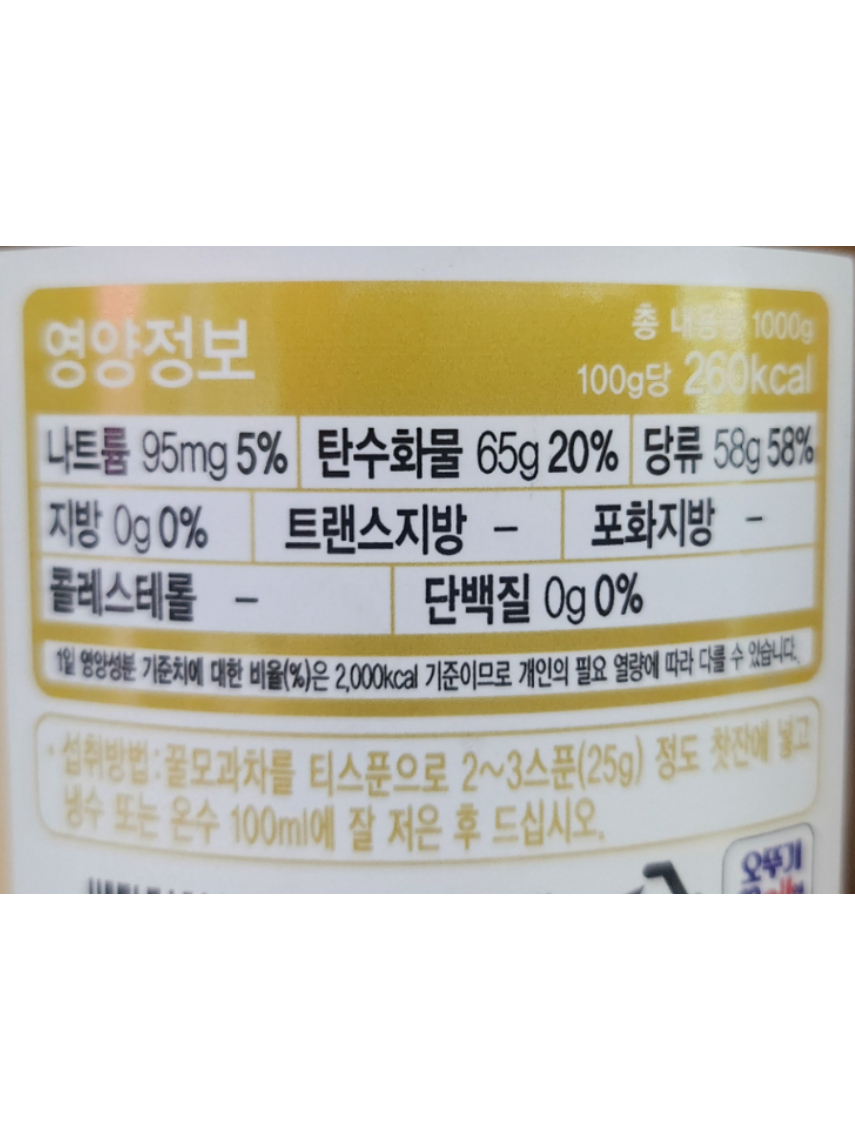 영양정보
총 내용량 1000g
100g당 260kcal
나트륨 95mg 5% 탄수화물 65g 20% 당류 58g 58%
지방 0g 0% 트랜스지방 - 포화지방 -
콜레스테롤 - 단백질 0g 0%
1일 영양성분 기준치에 대한 비율(%)은 2,000kcal 기준이므로 개인의 필요 열량에 따라 다를 수 있습니다.
· 섭취방법 : 꿀모과차를 티스푼으로 2~3스푼(25g) 정도 찻잔에 넣고
냉수 또는 온수 100ml에 잘 저은 후 드십시오.
오뚜기